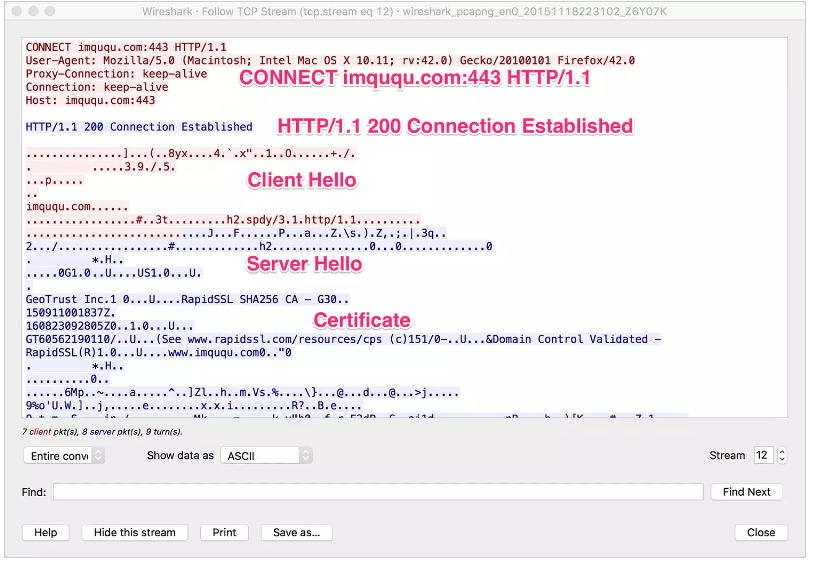 Wireshark · Follow TCP Stream (tcp.stream eq 12) · wireshark_pcapng_en0_20151118223102_Z6Y07K
CONNECT imququ.com:443 HTTP/1.1
User-Agent: Mozilla/5.0 (Macintosh; Intel Mac OS X 10.11; rv:42.0) Gecko/20100101 Firefox/42.0
Proxy-Connection: keep-alive
CONNECT imququ.com:443 HTTP/1.1
Connection: keep-alive
Host: imququ.com:443
HTTP/1.1 200 Connection Established
HTTP/1.1 200 Connection Established
...............]...(..8yx....4.`.x"..1..O......+./.
. .....3.9./.5.
...p.....
Client Hello
..
imququ.com......
.................#..3t.........h2.spdy/3.1.http/1.1..........
............................J...F......P...a...Z.\s.).Z,.;.|.3q..
2.../.................#.............h2...............0...0.............0
. *.H..
Server Hello
.....0G1.0..U....US1.0...U.
.
GeoTrust Inc.1 0...U....RapidSSL SHA256 CA - G30..
150911001837Z.
160823092805Z0..1.0...U...
Certificate
GT60562190110/..U...(See www.rapidssl.com/resources/cps (c)151/0-..U...&Domain Control Validated -
RapidSSL(R)1.0...U....www.imququ.com0.."0
. *.H..
..........0..
......6Mp..~....a.....^..]Zl..h..m.Vs.%....\}...@...d...@...>j.....
9%o'U.W.]..j,.....e........x.x.i.........R?..B.e....
7 client pkt(s), 8 server pkt(s), 9 turn(s).
Entire conv
Show data as
ASCII
Stream
12
Find:
Find Next
Help
Hide this stream
Print
Save as...
Close